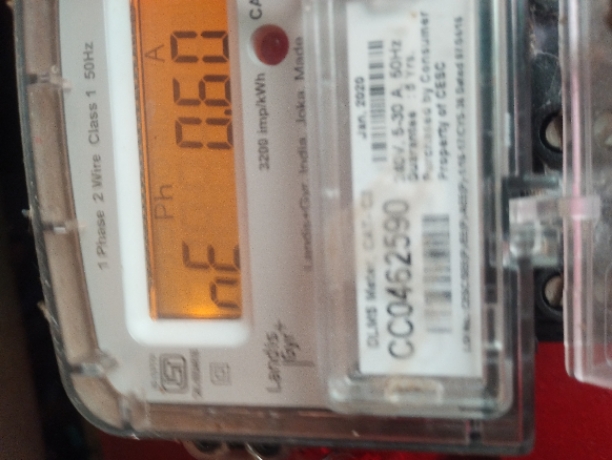 1 Phase 2 Wire Class 1 50Hz
Ph A
0.60
CA
3200 imp/kWh
Landis+Gyr, India, Joka, Made
Landis
Gyr+
Jan, 2020
240V, 5-30 A, 50Hz
Guarantee : 5 Yrs.
Purchased by Consumer
Property of CESC
DLMS Meter, CAT-
CC0462590